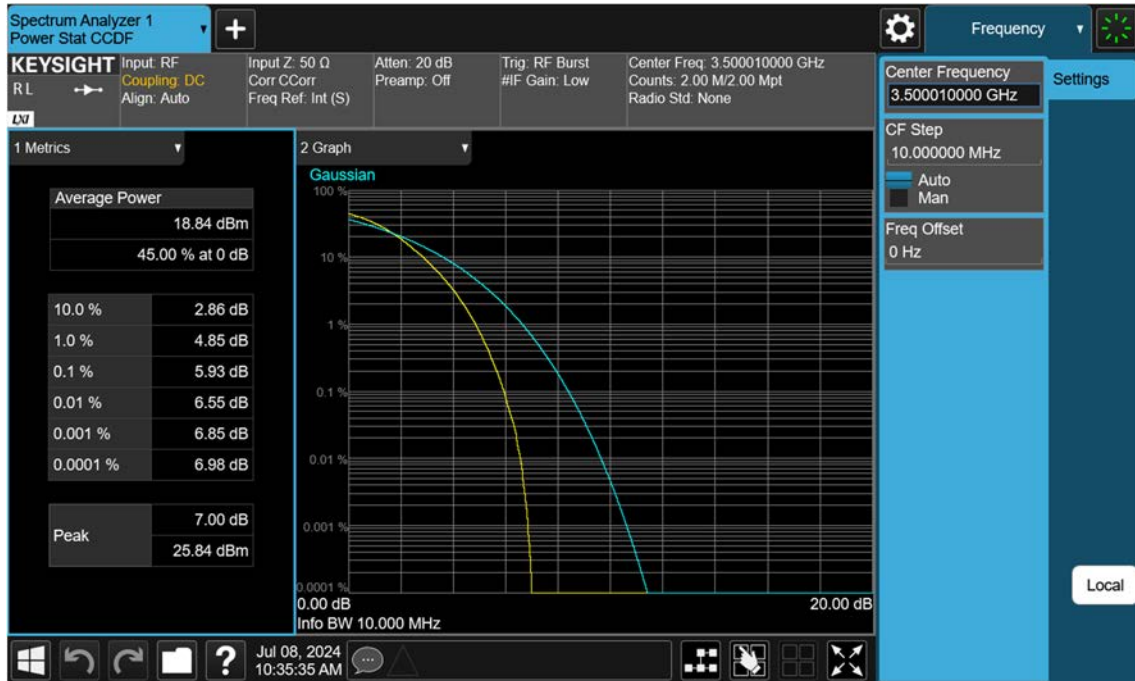 Spectrum Analyzer 1
Power Stat CCDF
+
Frequency
KEYSIGHT
RL
LXI
Input: RF
Coupling: DC
Align: Auto
Input Z: 50 Ω
Corr CCorr
Freq Ref: Int (S)
Atten: 20 dB
Preamp: Off
Trig: RF Burst
#IF Gain: Low
Center Freq: 3.500010000 GHz
Counts: 2.00 M/2.00 Mpt
Radio Std: None
Center Frequency
3.500010000 GHz
Settings
CF Step
10.000000 MHz
Auto
Man
Freq Offset
0 Hz
Local
1 Metrics
Average Power
18.84 dBm
45.00 % at 0 dB
10.0 % 2.86 dB
1.0 % 4.85 dB
0.1 % 5.93 dB
0.01 % 6.55 dB
0.001 % 6.85 dB
0.0001 % 6.98 dB
Peak
7.00 dB
25.84 dBm
2 Graph
Gaussian
100 %
10 %
1 %
0.1 %
0.01 %
0.001 %
0.0001 %
0.00 dB 20.00 dB
Info BW 10.000 MHz
?
Jul 08, 2024
10:35:35 AM